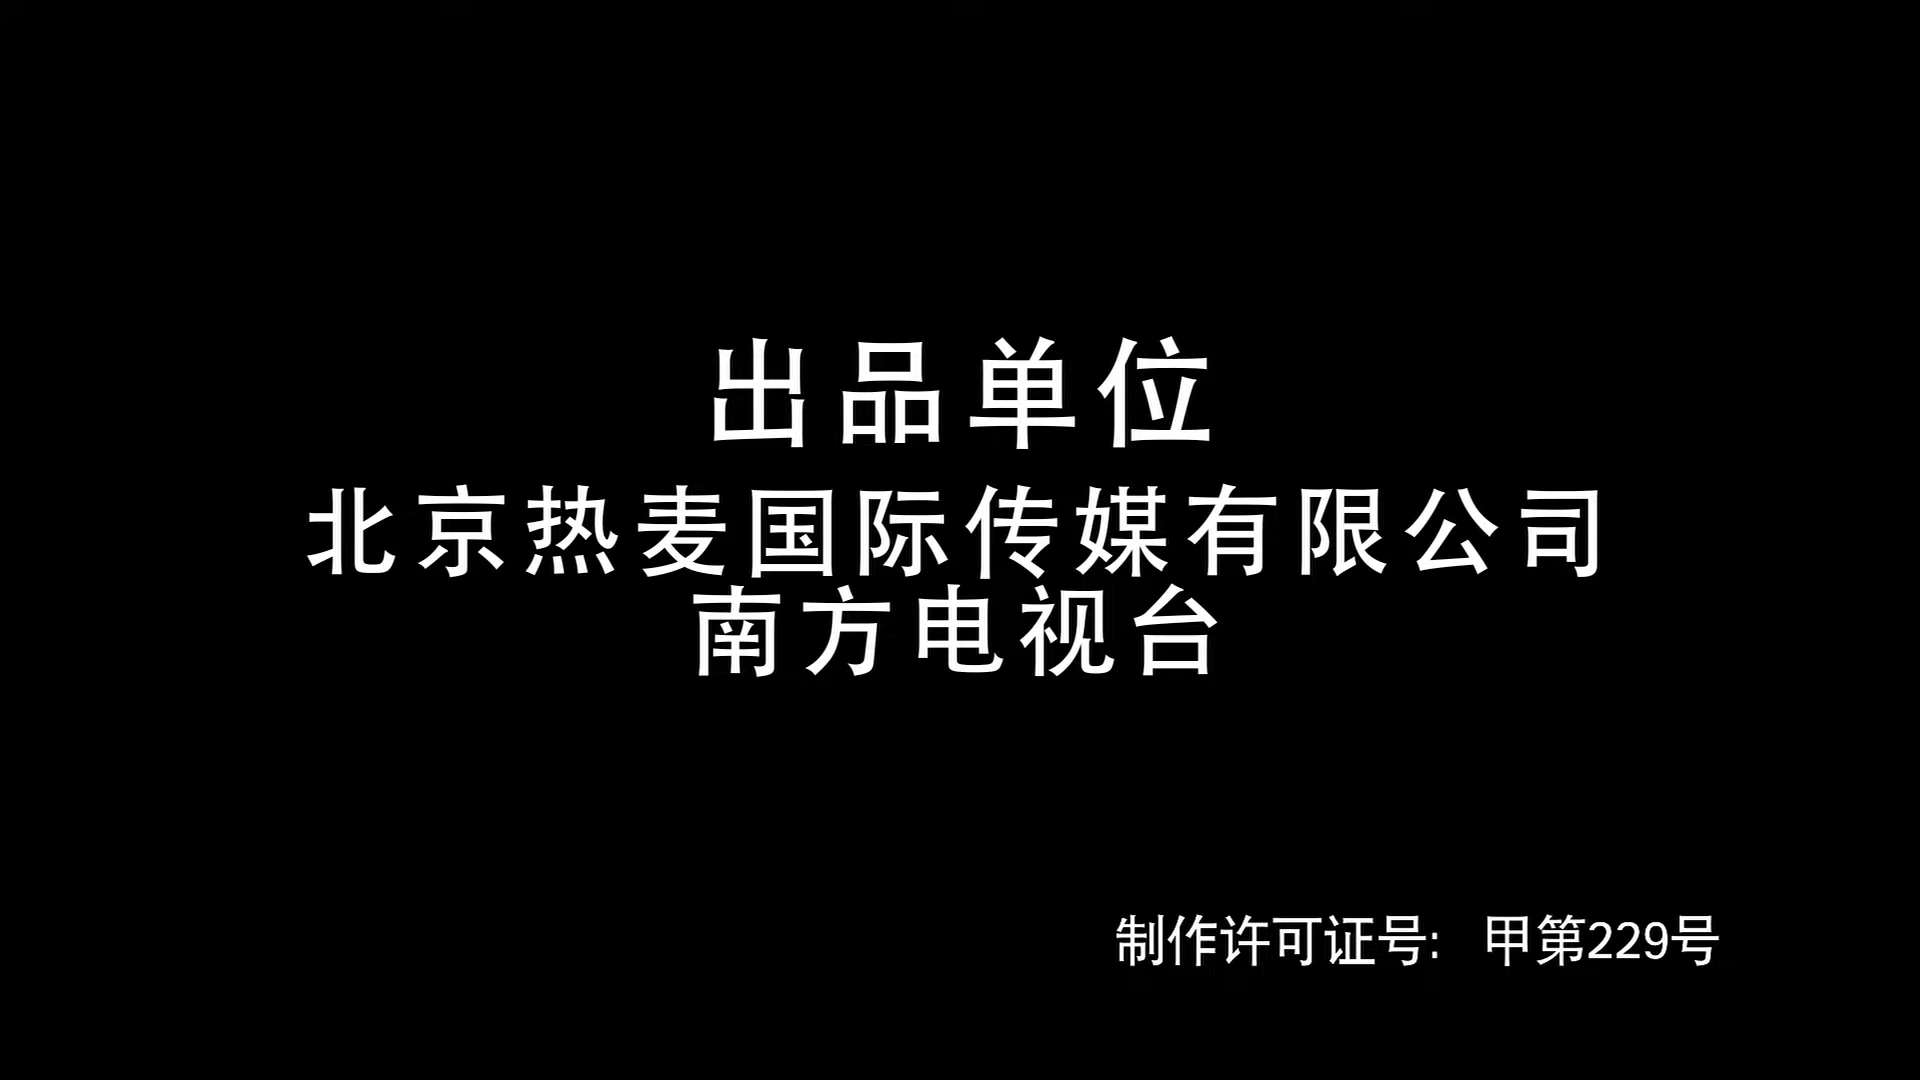 出品单位
北京热麦国际传媒有限公司
南方电视台
制作许可证号: 甲第229号